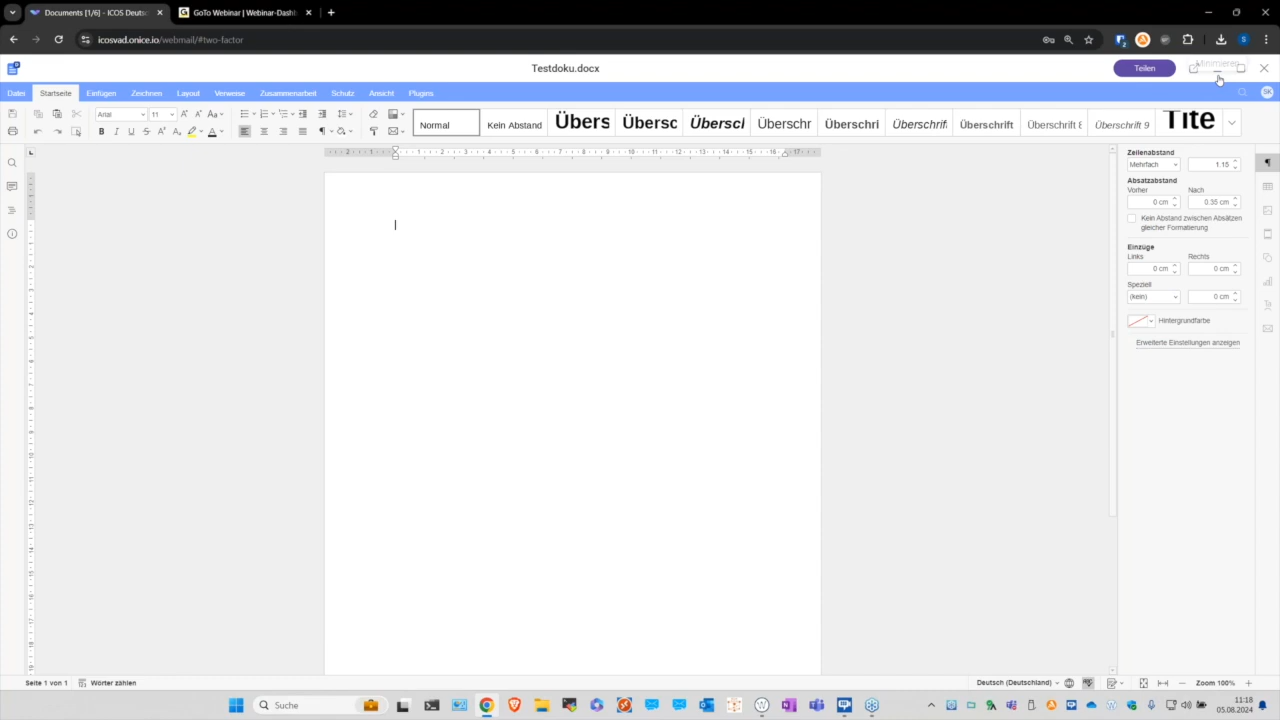 Documents [1/6] - ICOS Deutsc
GoTo Webinar | Webinar-Dashb
icosvad.onice.io/webmail/#two-factor
Testdoku.docx
Teilen
Minimieren
Datei Startseite Einfügen Zeichnen Layout Verweise Zusammenarbeit Schutz Ansicht Plugins
SK
Arial 11
Normal Kein Abstand Übers Übersc Überscl Überschr Überschri Überschrift Überschrift Überschrift 8 Überschrift 9 Tite
Zeilenabstand
Mehrfach 1.15
Absatzabstand
Vorher Nach
0 cm 0.35 cm
Kein Abstand zwischen Absätzen
gleicher Formatierung
Einzüge
Links Rechts
0 cm 0 cm
Speziell
(kein) 0 cm
Hintergrundfarbe
Erweiterte Einstellungen anzeigen
Seite 1 von 1 Wörter zählen
Deutsch (Deutschland) Zoom 100%
Suche
11:18
05.08.2024